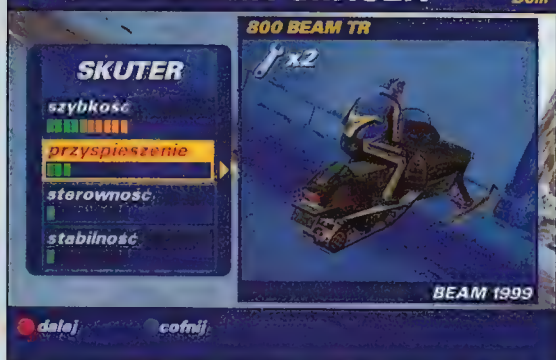 800 BEAM TR
x2
SKUTER
szybkość
przyspieszenie
sterowność
stabilność
BEAM 1999
dalej
cofnij